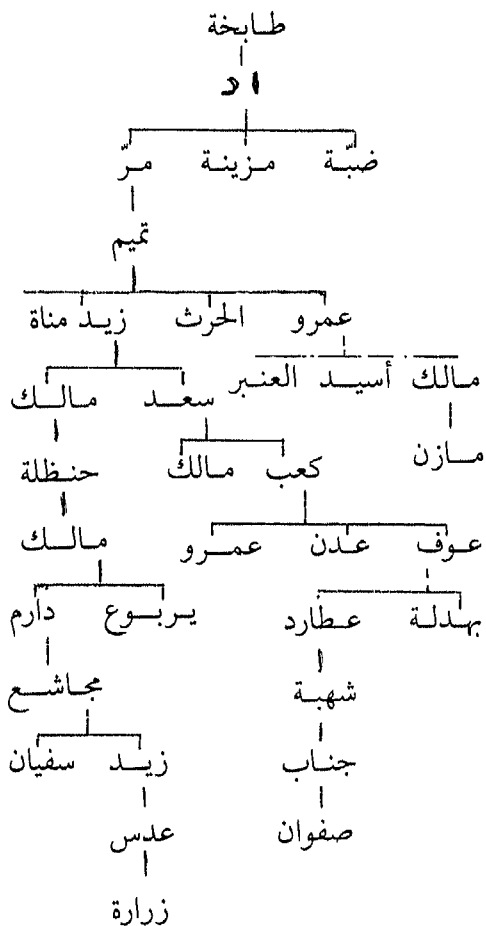 طابخة
اد
ضبّة مزينة مرّ
تميم
عمرو الحرث زيد مناة
مالك أسيد العنبر سعد مالك
مازن كعب مالك حنظلة
عوف عدن عمرو مالك
بهدلة عطارد يربوع دارم
شهبة مجاشع
جناب زيد سفيان
صفوان عدس
زرارة